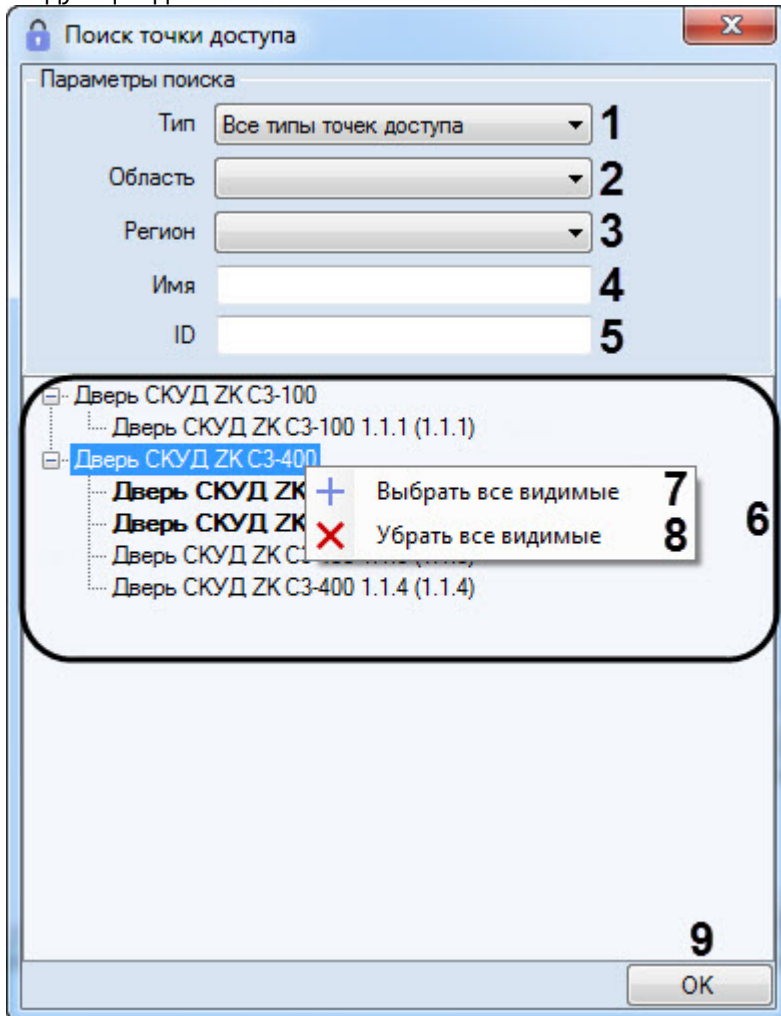 Поиск точки доступа
Параметры поиска
Тип Все типы точек доступа 1
Область 2
Регион 3
Имя 4
ID 5
Дверь СКУД ZK C3-100
Дверь СКУД ZK C3-100 1.1.1 (1.1.1)
Дверь СКУД ZK C3-400
Дверь СКУД ZK
Выбрать все видимые 7
Дверь СКУД ZK
6
Убрать все видимые 8
Дверь СКУД ZK
Дверь СКУД ZK C3-400 1.1.4 (1.1.4)
9
OK